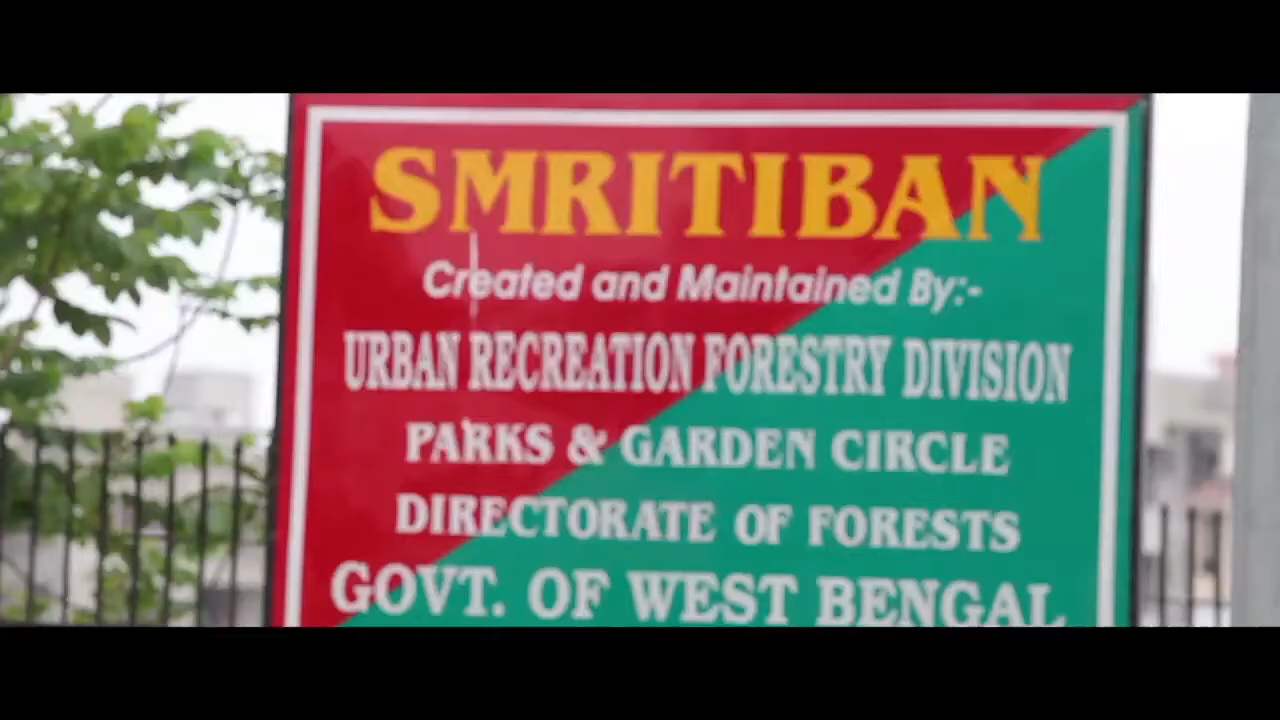 SMRITIBAN
Created and Maintained By:-
URBAN RECREATION FORESTRY DIVISION
PARKS & GARDEN CIRCLE
DIRECTORATE OF FORESTS
GOVT. OF WEST BENGAL